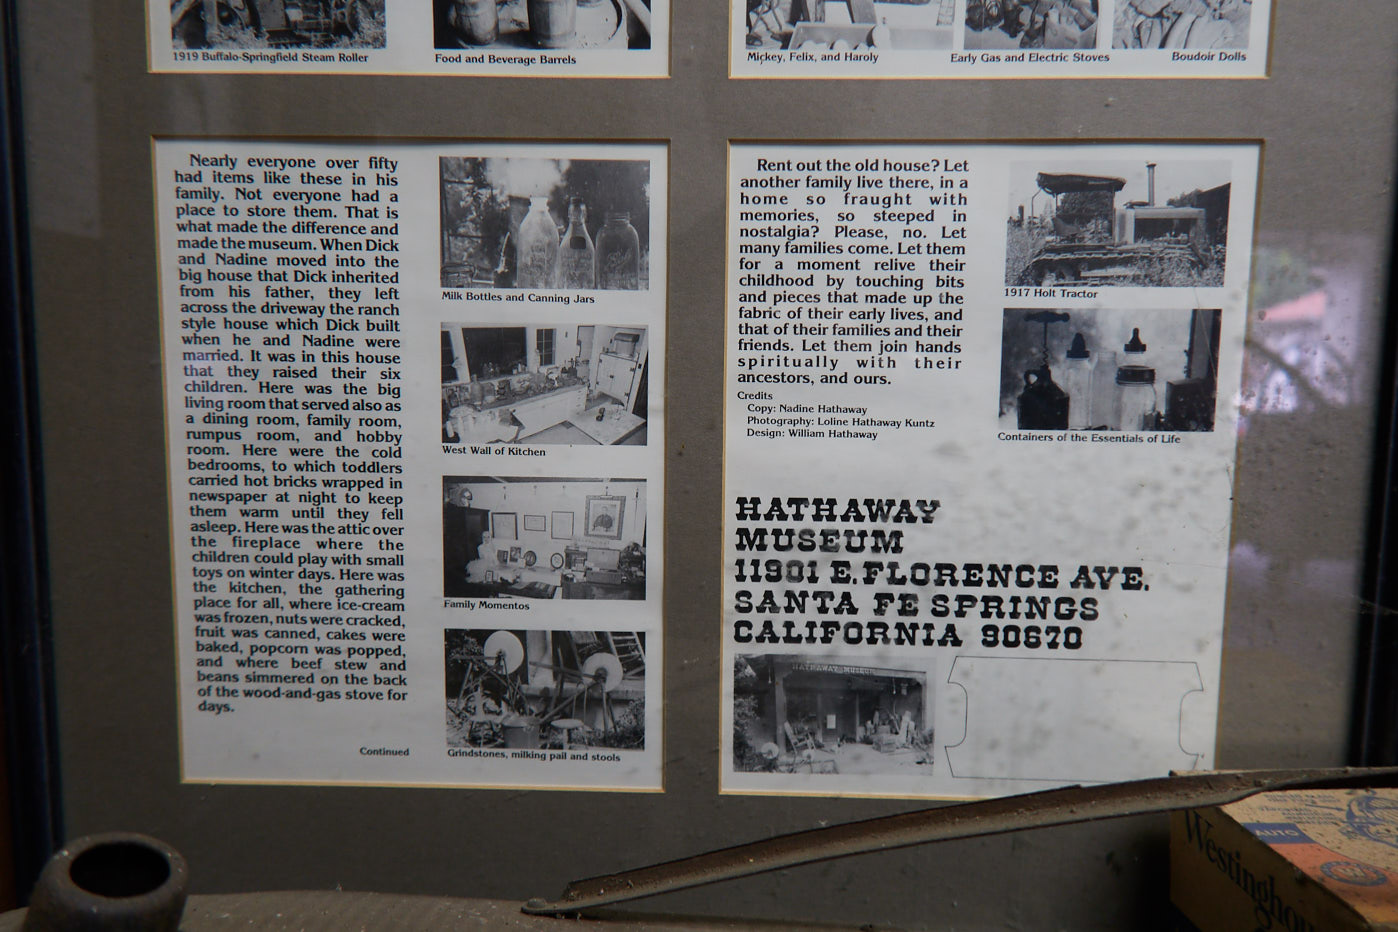 1919 Buffalo-Springfield Steam Roller
Food and Beverage Barrels
Mickey, Felix, and Haroly
Early Gas and Electric Stoves
Boudoir Dolls
Nearly everyone over fifty
had items like these in his
family. Not everyone had a
place to store them. That is
what made the difference and
made the museum. When Dick
and Nadine moved into the
big house that Dick inherited
from his father, they left
across the driveway the ranch
style house which Dick built
when he and Nadine were
married. It was in this house
that they raised their six
children. Here was the big
living room that served also as
a dining room, family room,
rumpus room, and hobby
room. Here were the cold
bedrooms, to which toddlers
carried hot bricks wrapped in
newspaper at night to keep
them warm until they fell
asleep. Here was the attic over
the fireplace where the
children could play with small
toys on winter days. Here was
the kitchen, the gathering
place for all, where ice-cream
was frozen, nuts were cracked,
fruit was canned, cakes were
baked, popcorn was popped,
and where beef stew and
beans simmered on the back
of the wood-and-gas stove for
days.
Continued
Milk Bottles and Canning Jars
West Wall of Kitchen
Family Momentos
Grindstones, milking pail and stools
Rent out the old house? Let
another family live there, in a
home so fraught with
memories, so steeped in
nostalgia? Please, no. Let
many families come. Let them
for a moment relive their
childhood by touching bits
and pieces that made up the
fabric of their early lives, and
that of their families and their
friends. Let them join hands
spiritually with their
ancestors, and ours.
Credits
Copy: Nadine Hathaway
Photography: Loline Hathaway Kuntz
Design: William Hathaway
1917 Holt Tractor
Containers of the Essentials of Life
HATHAWAY
MUSEUM
11901 E. FLORENCE AVE.
SANTA FE SPRINGS
CALIFORNIA 90670
HATHAWAY MUSEUM
AUTO
Westinghou